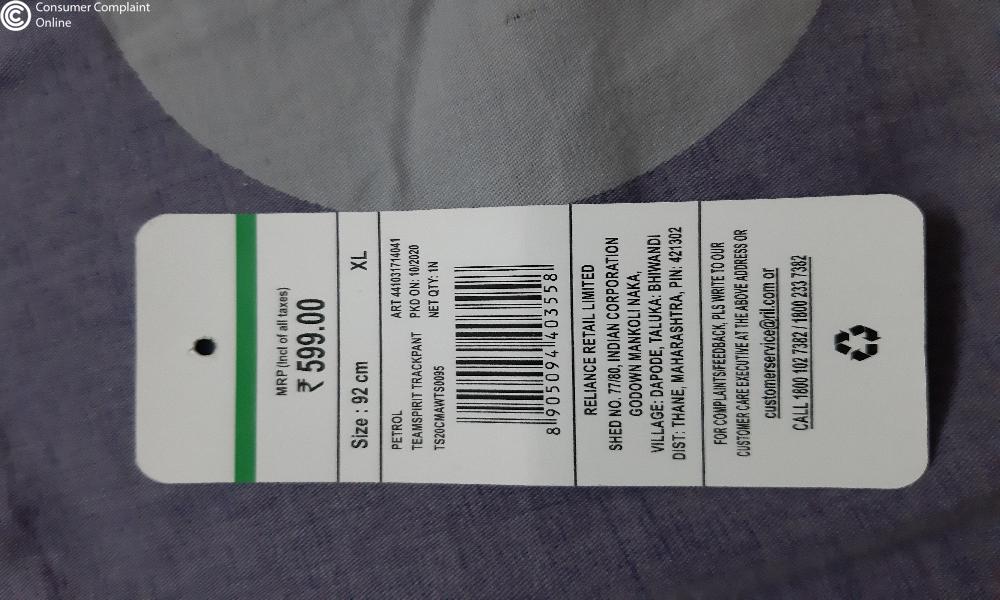 Consumer Complaint
Online
MRP (Incl of all taxes)
₹ 599.00
Size : 92 cm XL
PETROL ART 441031714041
TEAMSPIRIT TRACKPANT PKD ON: 10/2020
TS20CMAWTS0095 NET QTY: 1N
8 905094 403558
RELIANCE RETAIL LIMITED
SHED NO. 77/80, INDIAN CORPORATION
GODOWN MANKOLI NAKA,
VILLAGE: DAPODE, TALUKA: BHIWANDI
DIST: THANE, MAHARASHTRA, PIN: 421302
FOR COMPLAINTS/FEEDBACK, PLS WRITE TO OUR
CUSTOMER CARE EXECUTIVE AT THE ABOVE ADDRESS OR
customerservice@ril.com or
CALL 1800 102 7382 / 1800 233 7382